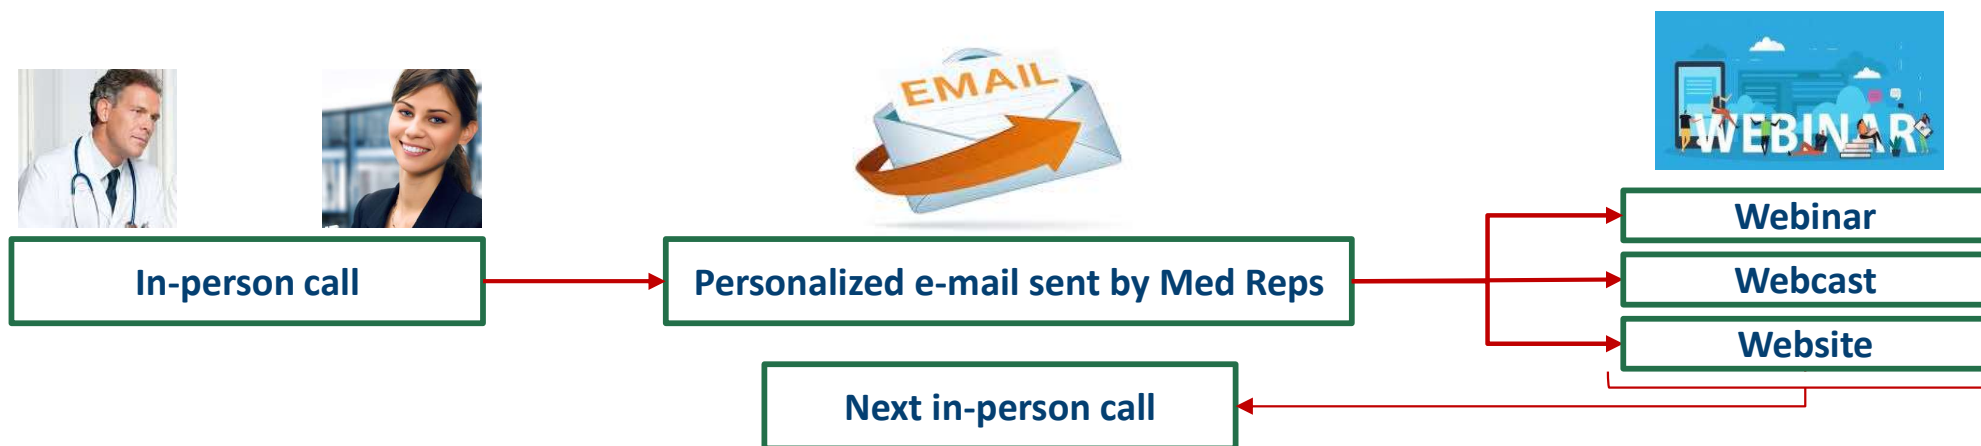 EMAIL
WEBINAR
In-person call
Personalized e-mail sent by Med Reps
Webinar
Webcast
Website
Next in-person call